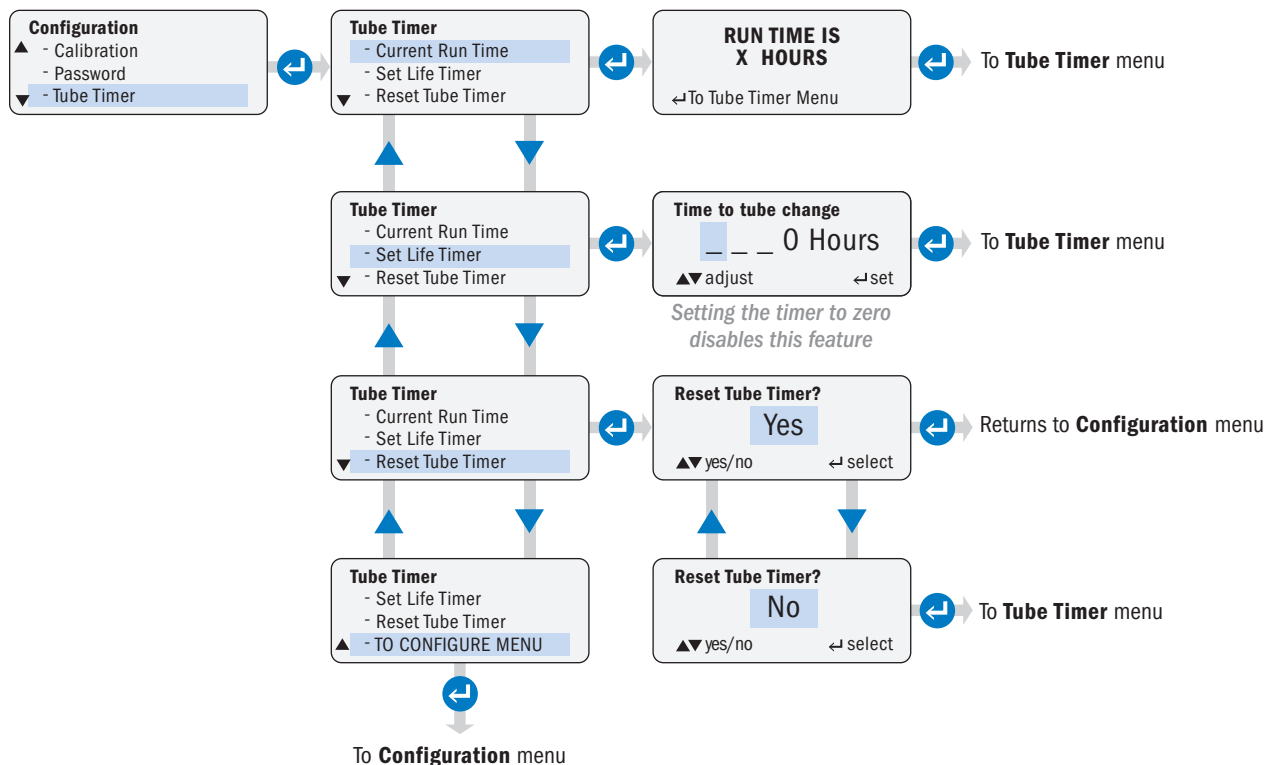 Configuration
- Calibration
- Password
- Tube Timer
Tube Timer
- Current Run Time
- Set Life Timer
- Reset Tube Timer
RUN TIME IS
X HOURS
↵To Tube Timer Menu
To Tube Timer menu
Tube Timer
- Current Run Time
- Set Life Timer
- Reset Tube Timer
Time to tube change
_ _ _ 0 Hours
▲▼ adjust ↵ set
To Tube Timer menu
Setting the timer to zero
disables this feature
Tube Timer
- Current Run Time
- Set Life Timer
- Reset Tube Timer
Reset Tube Timer?
Yes
▲▼ yes/no ↵ select
Returns to Configuration menu
Tube Timer
- Set Life Timer
- Reset Tube Timer
- TO CONFIGURE MENU
Reset Tube Timer?
No
▲▼ yes/no ↵ select
To Tube Timer menu
To Configuration menu